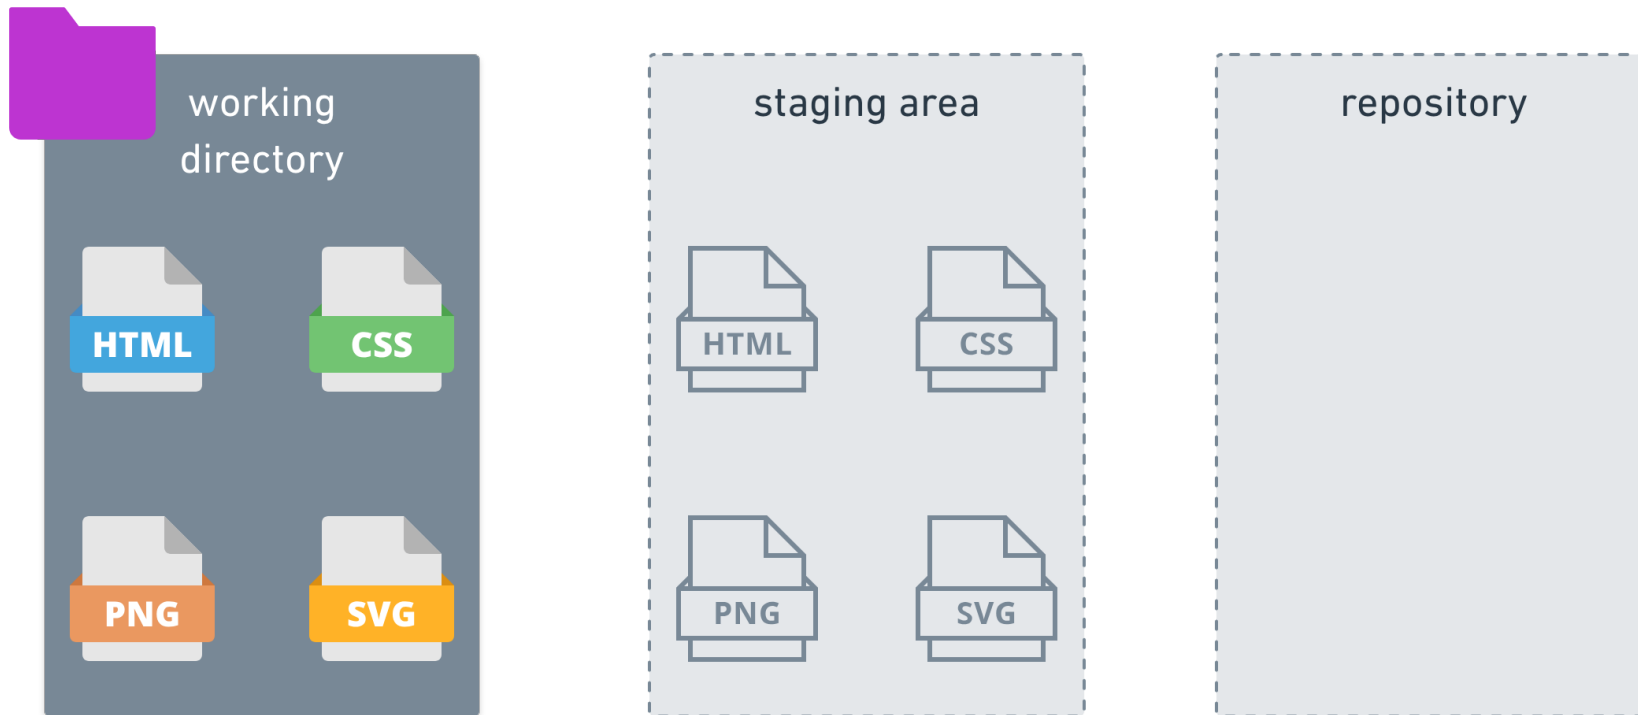 working
directory
staging area
repository
HTML
CSS
HTML
CSS
PNG
SVG
PNG
SVG